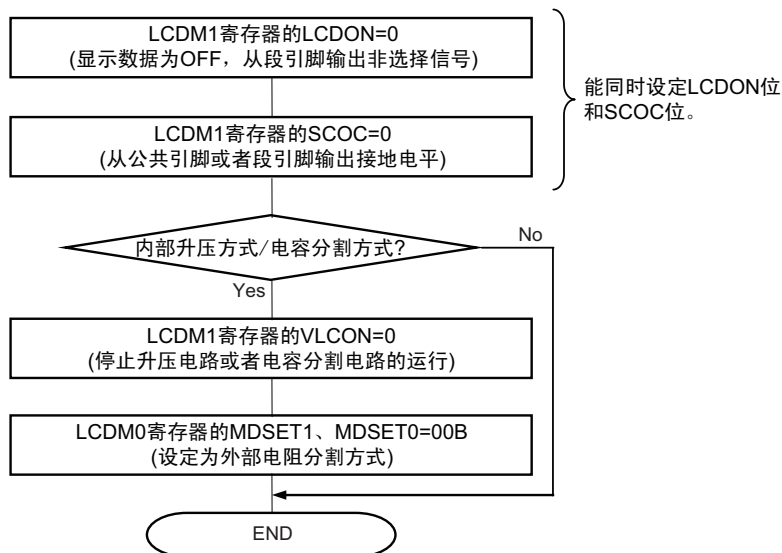 LCDM1寄存器的LCDON=0
(显示数据为OFF，从段引脚输出非选择信号)
能同时设定LCDON位
和SCOC位。
LCDM1寄存器的SCOC=0
(从公共引脚或者段引脚输出接地电平)
内部升压方式/电容分割方式?
No
Yes
LCDM1寄存器的VLCON=0
(停止升压电路或者电容分割电路的运行)
LCDM0寄存器的MDSET1、MDSET0=00B
(设定为外部电阻分割方式)
END